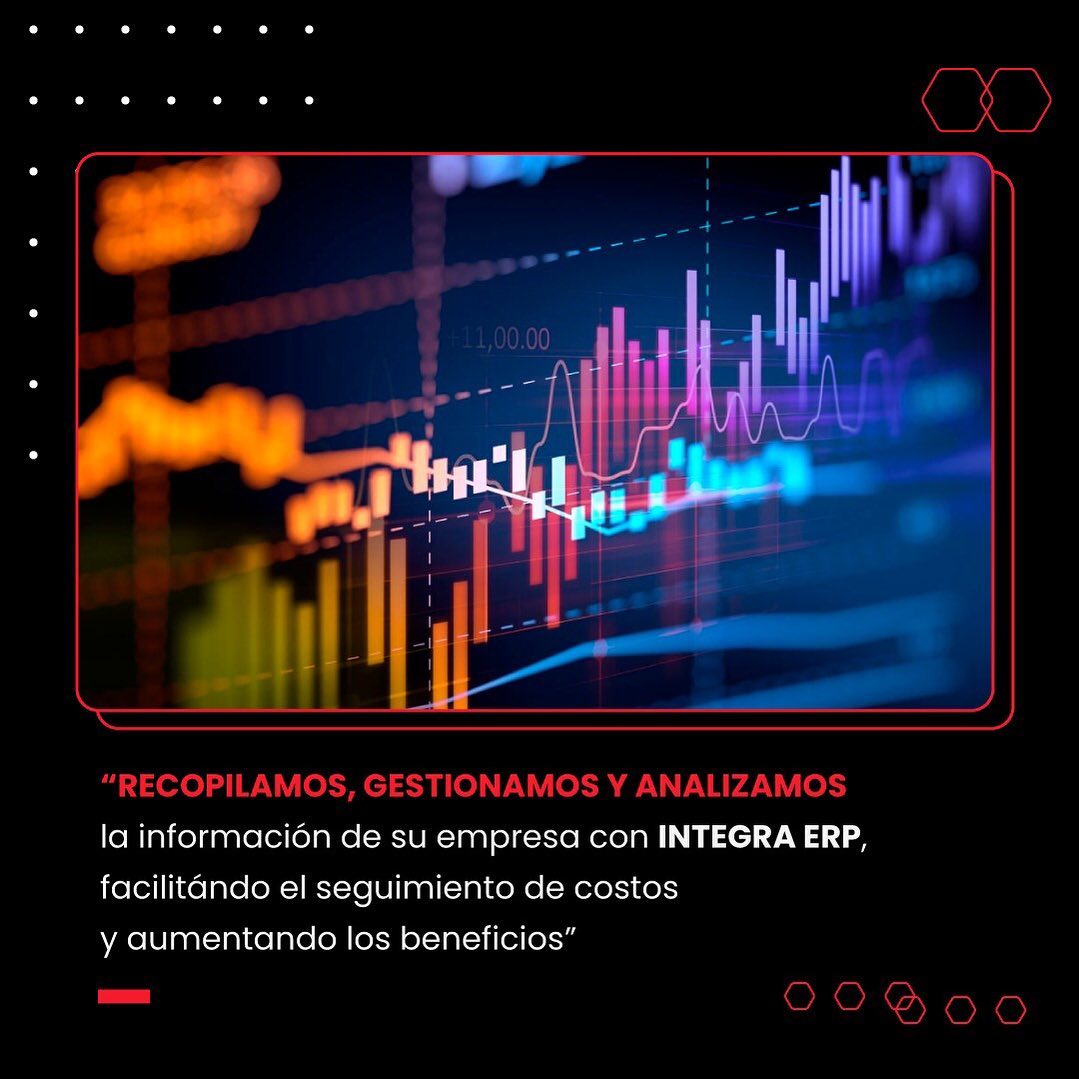 +11,00.00
“RECOPILAMOS, GESTIONAMOS Y ANALIZAMOS
la información de su empresa con INTEGRA ERP,
facilitándo el seguimiento de costos
y aumentando los beneficios”